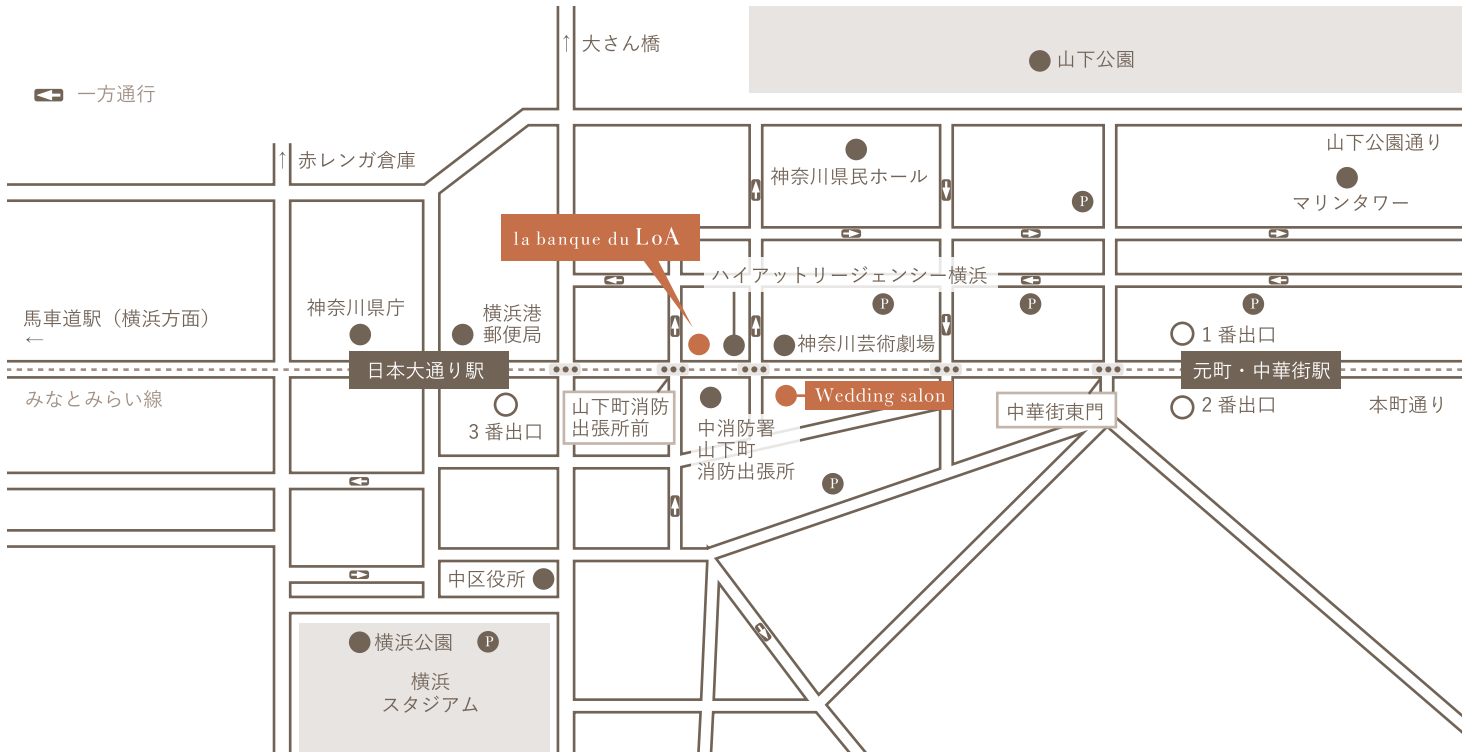 ↑ 大さん橋
山下公園
一方通行
山下公園通り
↑ 赤レンガ倉庫
神奈川県民ホール
マリンタワー
P
la banque du LoA
ハイアットリージェンシー横浜
神奈川県庁
横浜港
郵便局
P
P
P
馬車道駅（横浜方面）
←
1番出口
神奈川芸術劇場
日本大通り駅
元町・中華街駅
みなとみらい線
Wedding salon
本町通り
2番出口
3番出口
山下町消防
出張所前
中華街東門
中消防署
山下町
消防出張所
P
中区役所
横浜公園
P
横浜
スタジアム